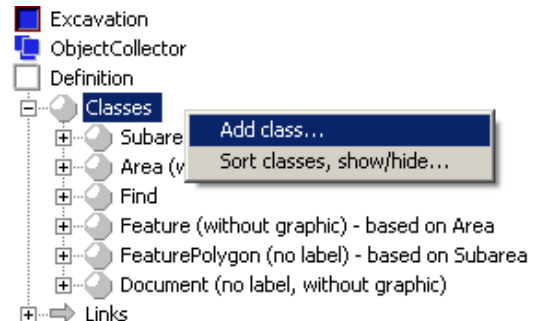 Excavation
ObjectCollector
Definition
Classes
Add class...
Sort classes, show/hide...
Area (w
Find
Feature (without graphic) - based on Area
FeaturePolygon (no label) - based on Subarea
Document (no label, without graphic)
Links